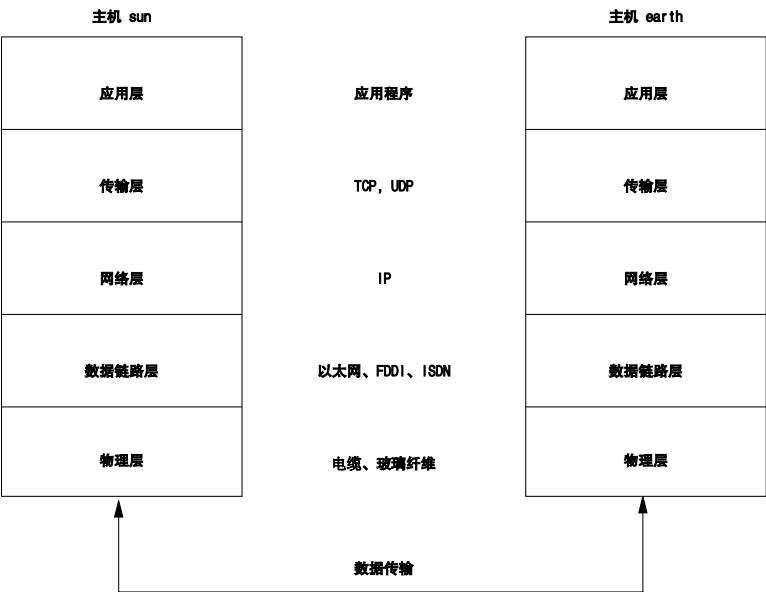 主机 sun 主机 earth
应用层 应用程序 应用层
传输层 TCP, UDP 传输层
网络层 IP 网络层
数据链路层 以太网、FDDI、ISDN 数据链路层
物理层 电缆、玻璃纤维 物理层
数据传输